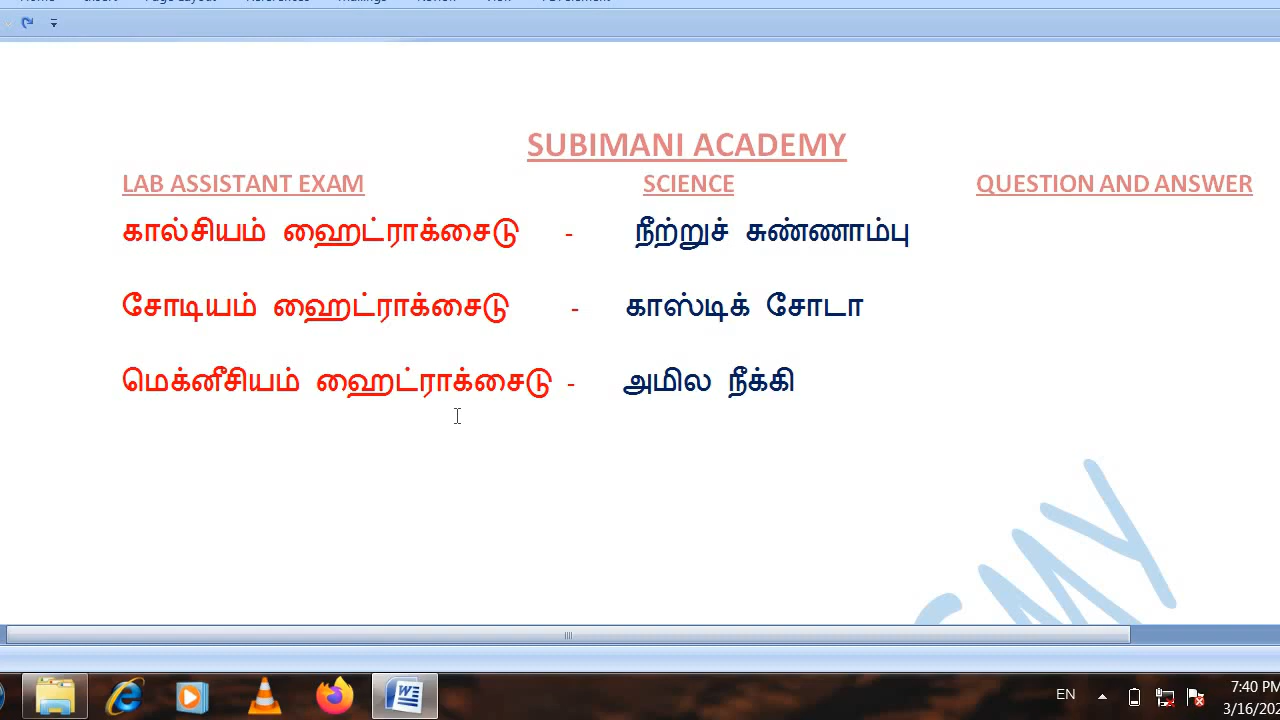 SUBIMANI ACADEMY
LAB ASSISTANT EXAM SCIENCE QUESTION AND ANSWER
கால்சியம் ஹைட்ராக்சைடு - நீற்றுச் சுண்ணாம்பு
சோடியம் ஹைட்ராக்சைடு - காஸ்டிக் சோடா
மெக்னீசியம் ஹைட்ராக்சைடு - அமில நீக்கி
EN
7:40 PM